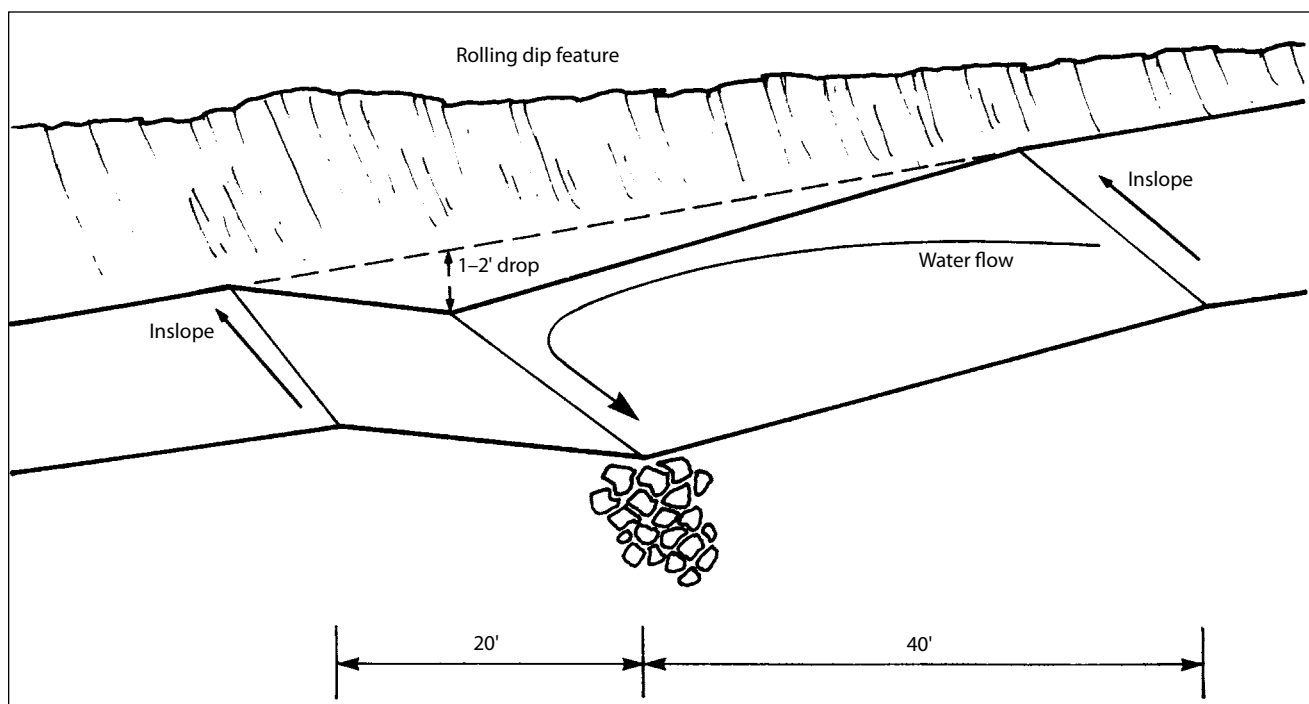 Rolling dip feature
Inslope
1–2' drop
Water flow
Inslope
20'
40'